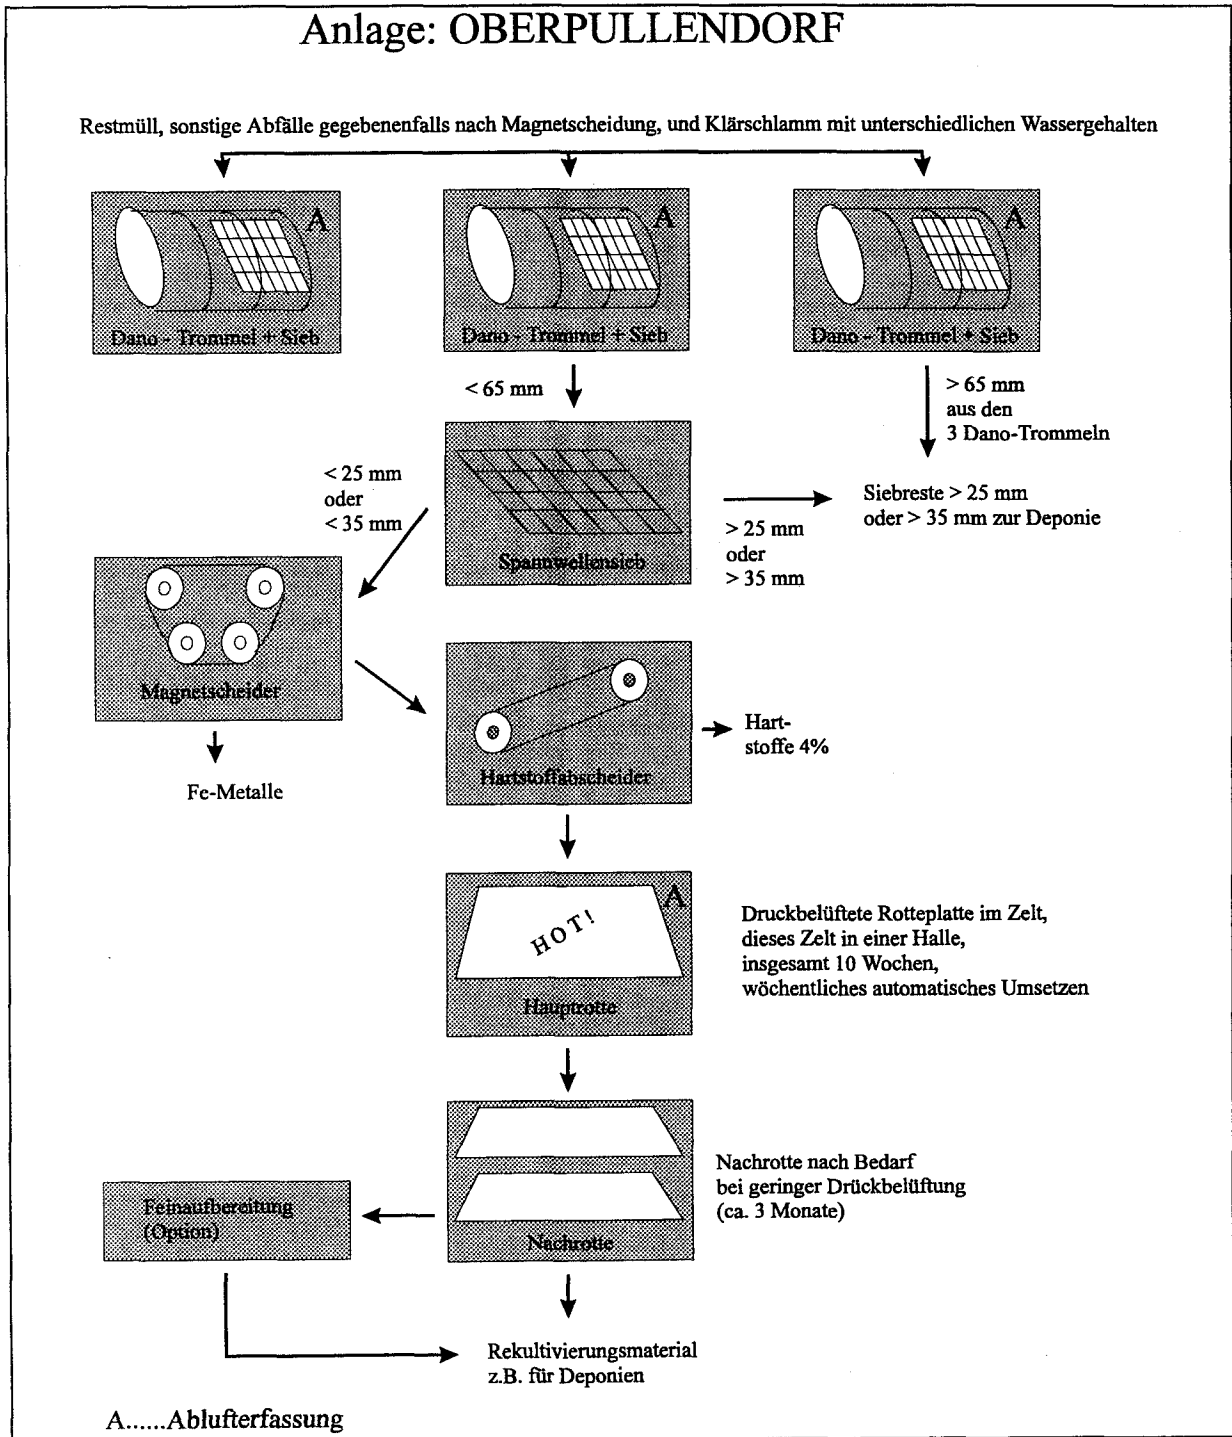 Anlage: OBERPULLENDORF
Restmüll, sonstige Abfälle gegebenenfalls nach Magnetscheidung, und Klärschlamm mit unterschiedlichen Wassergehalten
A
Dano - Trommel + Sieb
A
Dano - Trommel + Sieb
A
Dano - Trommel + Sieb
< 65 mm
> 65 mm
aus den
3 Dano-Trommeln
< 25 mm
oder
< 35 mm
Spannwellensieb
> 25 mm
oder
> 35 mm
Siebreste > 25 mm
oder > 35 mm zur Deponie
Magnetscheider
Fe-Metalle
Hartstoffabscheider
Hart-
stoffe 4%
A
HOT!
Hauptrotte
Druckbelüftete Rotteplatte im Zelt,
dieses Zelt in einer Halle,
insgesamt 10 Wochen,
wöchentliches automatisches Umsetzen
Nachrotte
Nachrotte nach Bedarf
bei geringer Drückbelüftung
(ca. 3 Monate)
Feinaufbereitung
(Option)
Rekultivierungsmaterial
z.B. für Deponien
A......Ablufterfassung